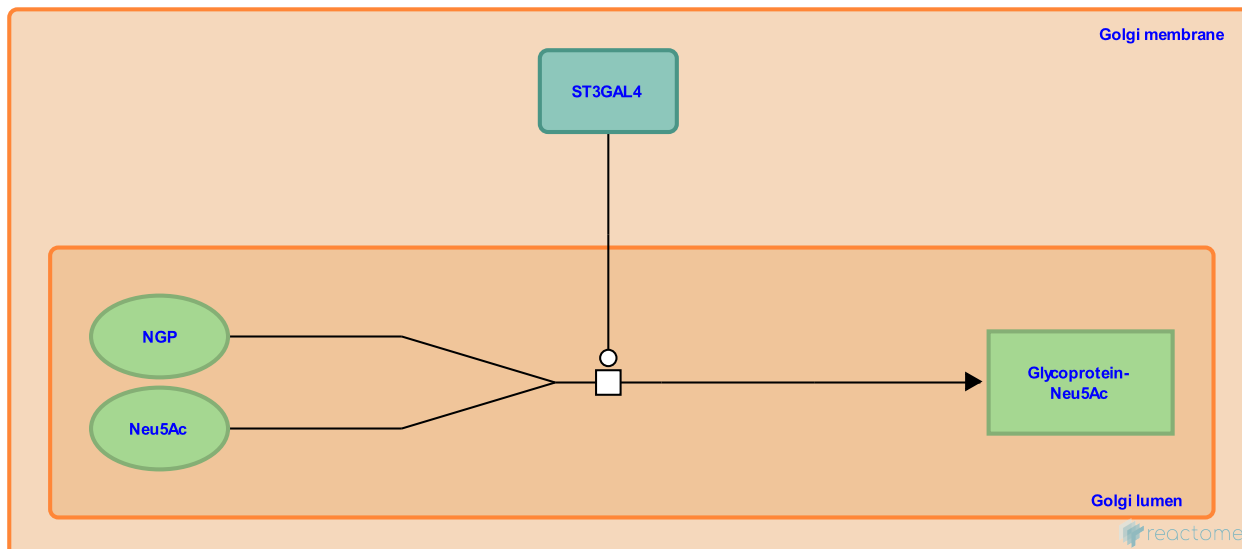 Golgi membrane
ST3GAL4
NGP
Neu5Ac
Glycoprotein-
Neu5Ac
Golgi lumen
reactome